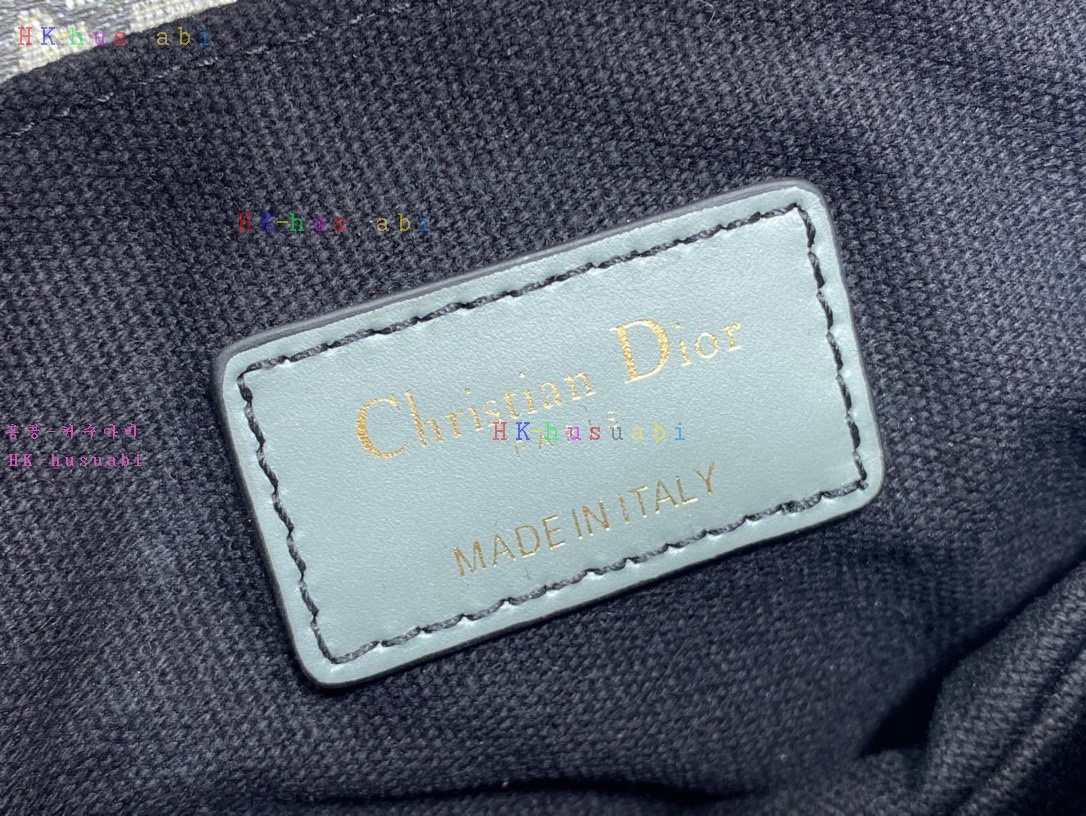 HK-husuabi
HK-husuabi
Christian Dior
HK-husuabi
MADE IN ITALY
홍콩-허수아비
HK-husuabi